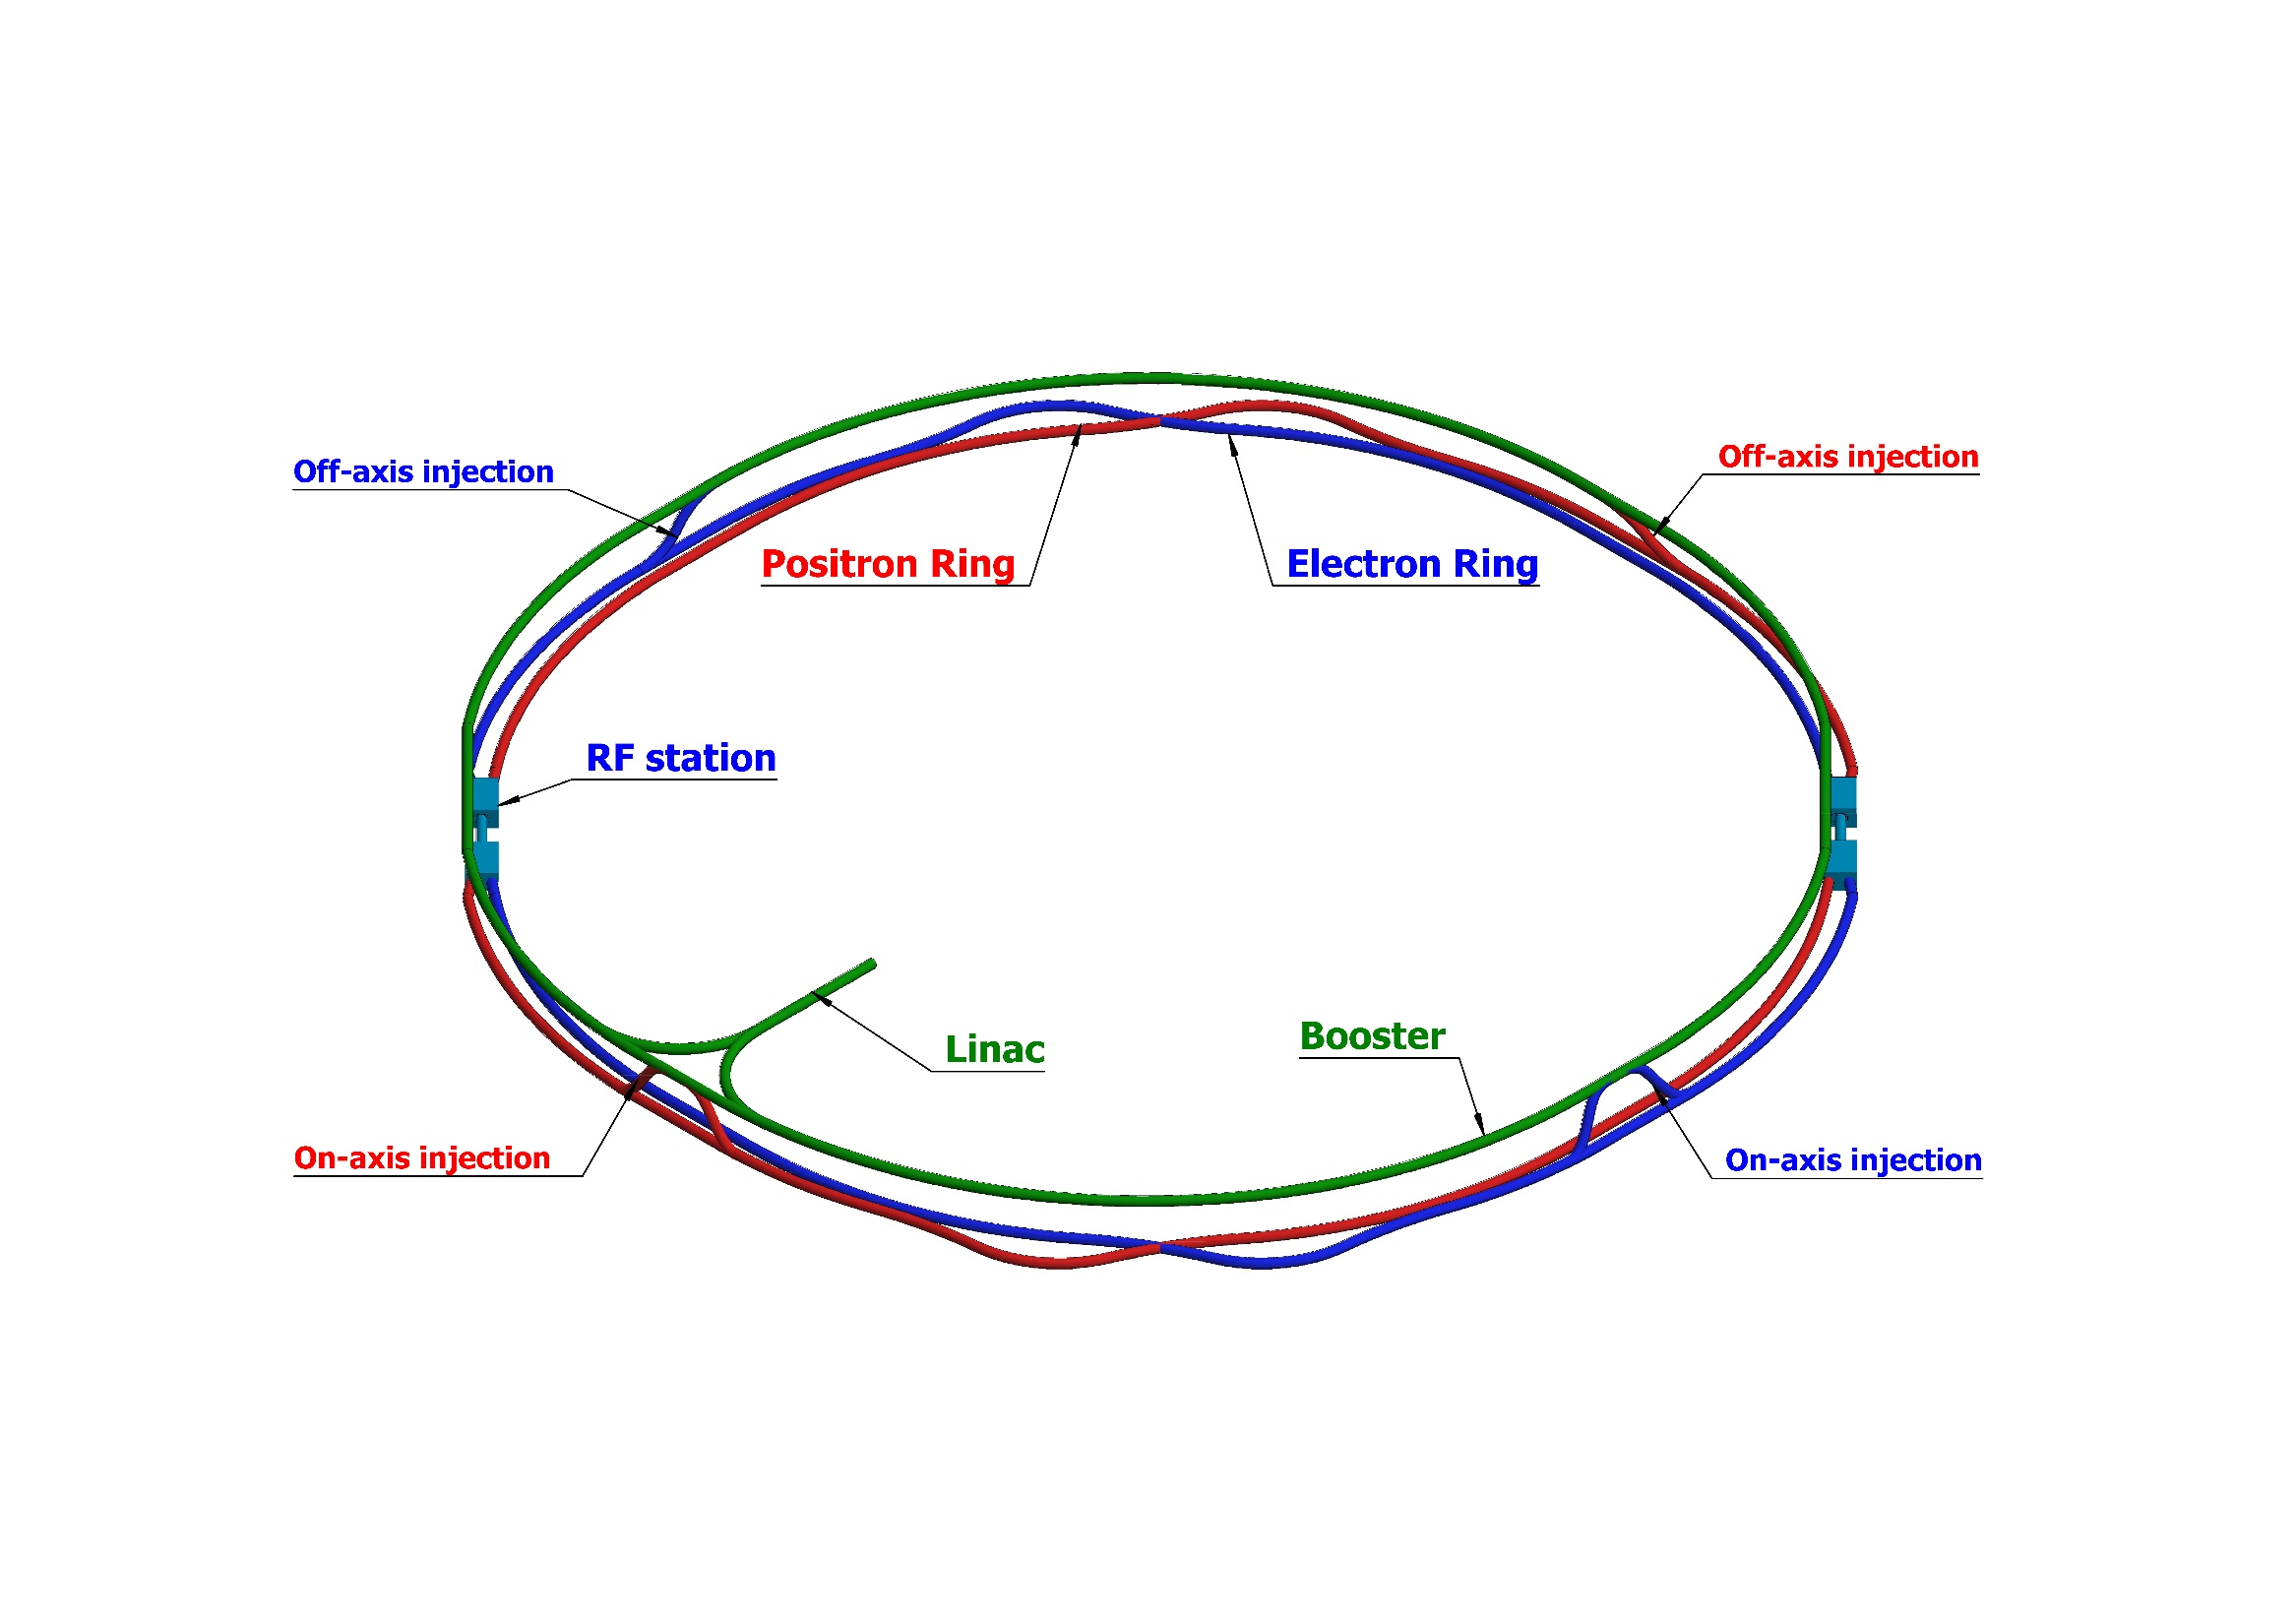 Off-axis injection
Off-axis injection
Positron Ring
Electron Ring
RF station
Linac
Booster
On-axis injection
On-axis injection